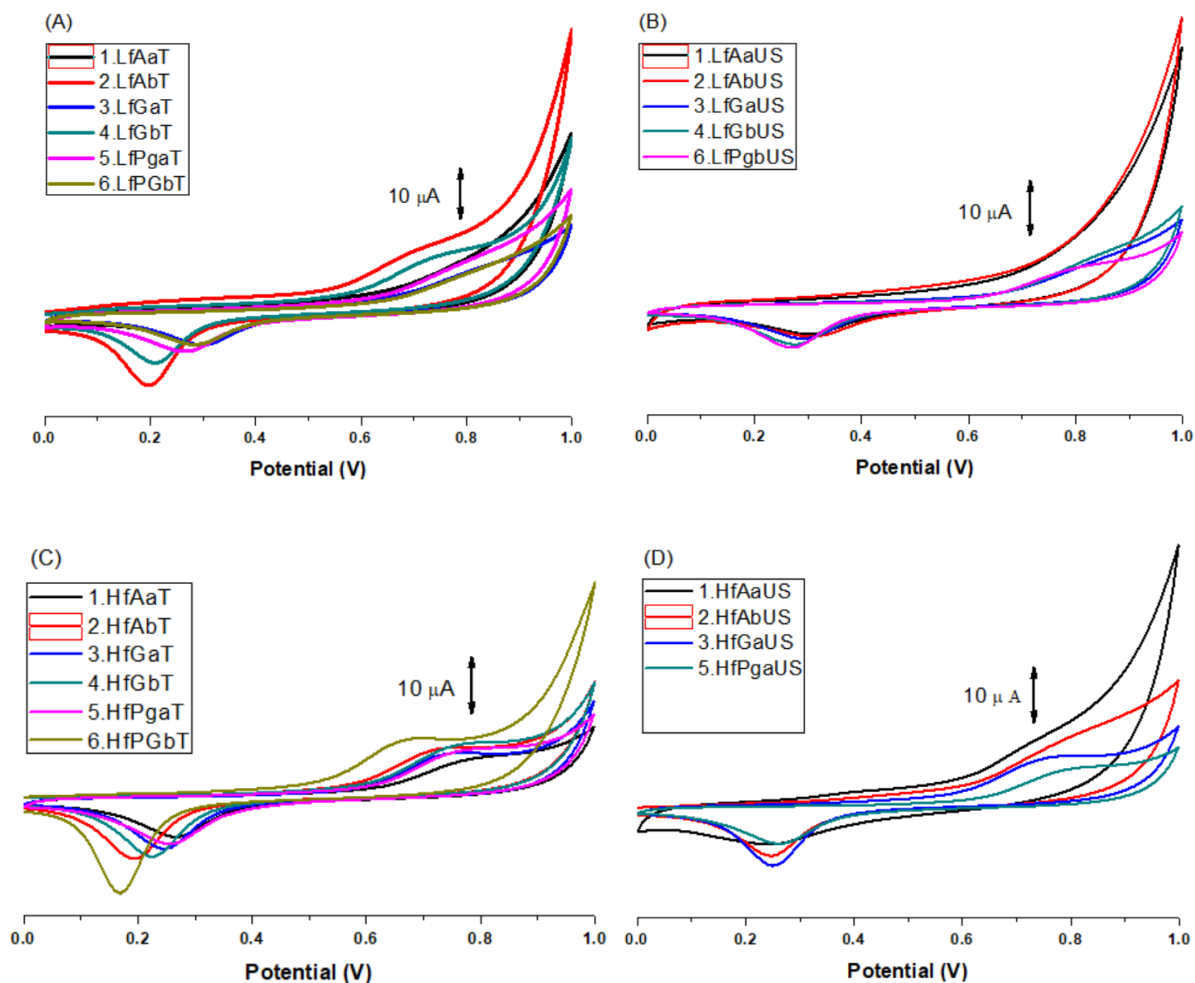 (A)
1.LfAaT
2.LfAbT
3.LfGaT
4.LfGbT
5.LfPgaT
6.LfPGbT
10 μA
0.0 0.2 0.4 0.6 0.8 1.0
Potential (V)
(B)
1.LfAaUS
2.LfAbUS
3.LfGaUS
4.LfGbUS
6.LfPgbUS
10 μA
0.0 0.2 0.4 0.6 0.8 1.0
Potential (V)
(C)
1.HfAaT
2.HfAbT
3.HfGaT
4.HfGbT
5.HfPgaT
6.HfPGbT
10 μA
0.0 0.2 0.4 0.6 0.8 1.0
Potential (V)
(D)
1.HfAaUS
2.HfAbUS
3.HfGaUS
5.HfPgaUS
10 μ A
0.0 0.2 0.4 0.6 0.8 1.0
Potential (V)